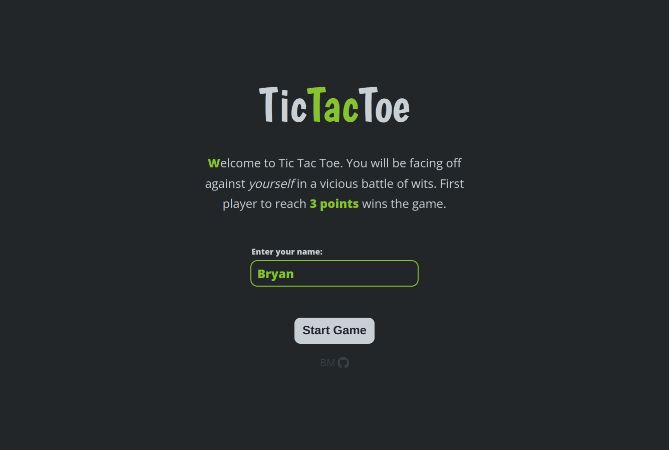 TicTacToe
Welcome to Tic Tac Toe. You will be facing off
against yourself in a vicious battle of wits. First
player to reach 3 points wins the game.
Enter your name:
Bryan
Start Game
BM